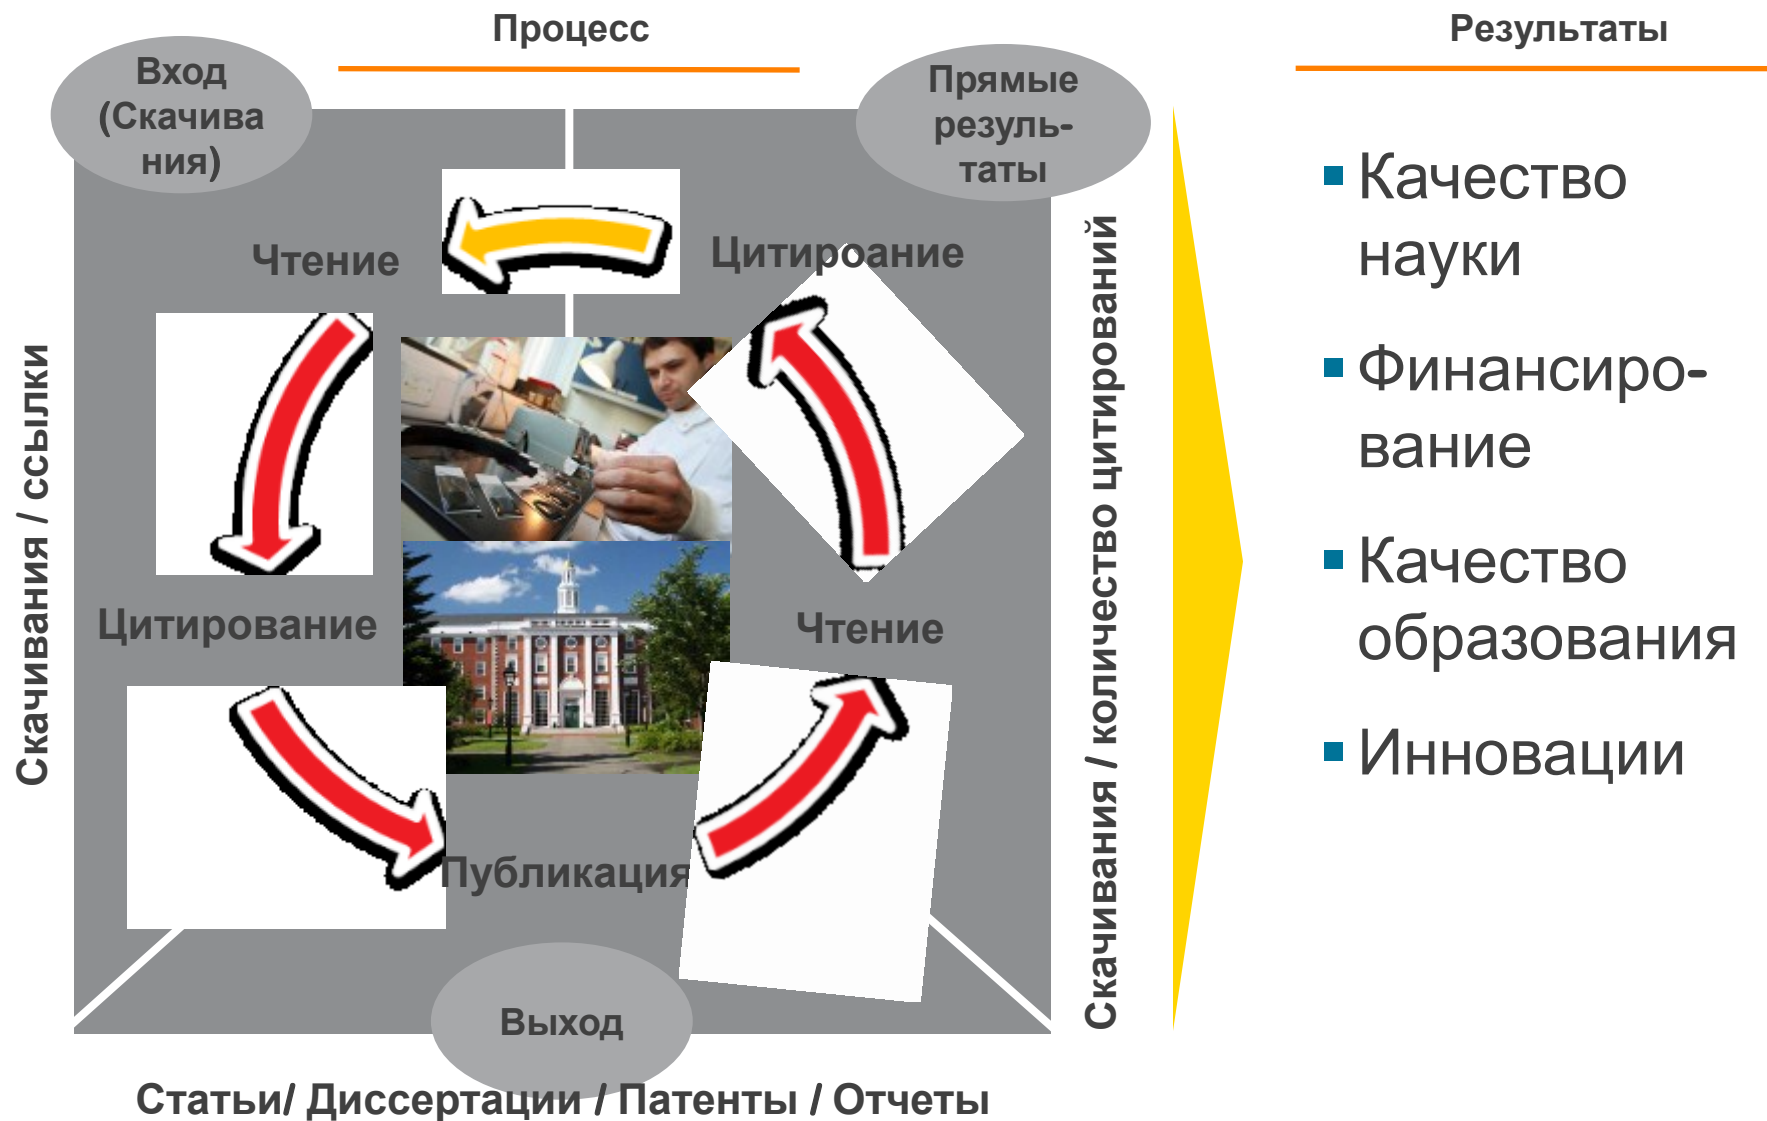 Процесс
Результаты
Вход
(Скачива
ния)
Прямые
резуль-
таты
Чтение
Цитироание
Цитирование
Чтение
Публикация
Выход
Скачивания / ссылки
Скачивания / количество цитирований
Статьи/ Диссертации / Патенты / Отчеты
Качество
науки
Финансиро-
вание
Качество
образования
Инновации